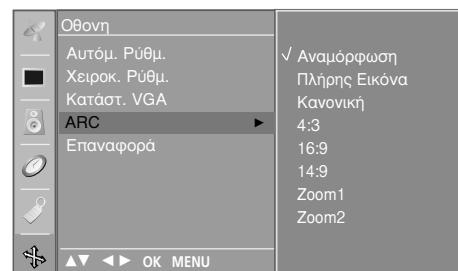 Οθονη
Αυτόμ. Ρύθμ.
Χειροκ. Ρύθμ.
Κατάστ. VGA
ARC ►
Επαναφορά
▲▼ ◄► OK MENU
√ Αναμόρφωση
Πλήρης Εικόνα
Κανονική
4:3
16:9
14:9
Zoom1
Zoom2